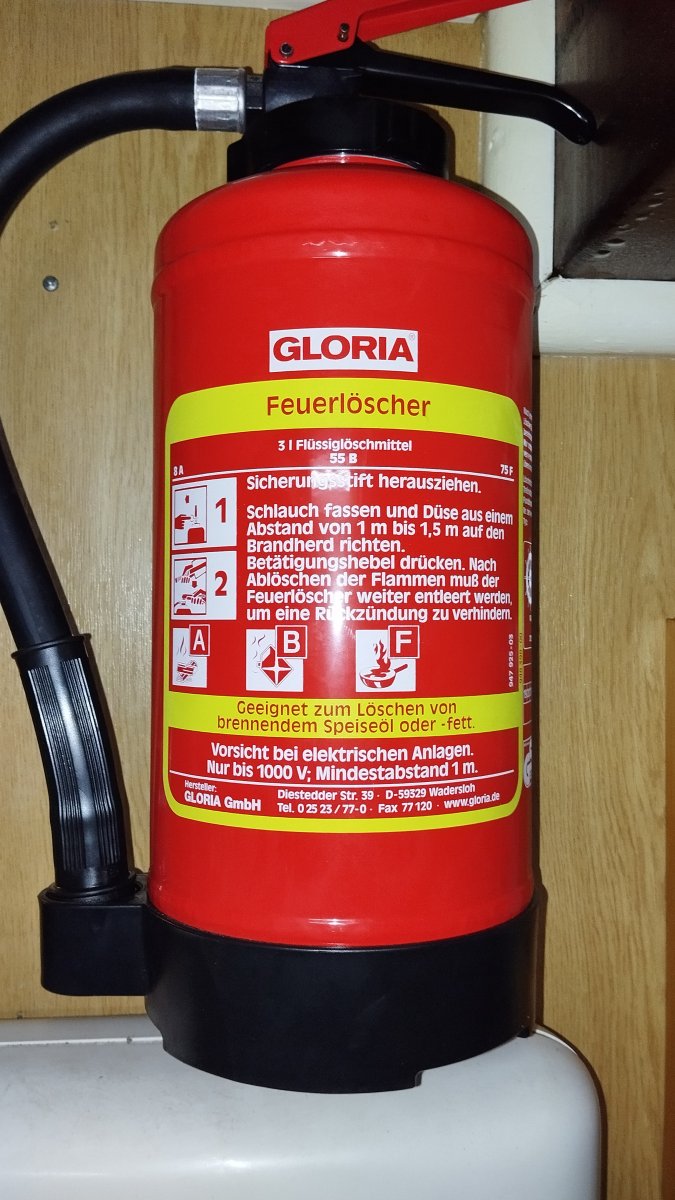 GLORIA
Feuerlöscher
3 l Flüssiglöschmittel
55 B
8 A
75 F
1
Sicherungsstift herausziehen.
Schlauch fassen und Düse aus einem
Abstand von 1 m bis 1,5 m auf den
Brandherd richten.
2
Betätigungshebel drücken. Nach
Ablöschen der Flammen muß der
Feuerlöscher weiter entleert werden,
um eine Rückzündung zu verhindern.
A
B
F
947 925-03
Geeignet zum Löschen von
brennendem Speiseöl oder -fett.
Vorsicht bei elektrischen Anlagen.
Nur bis 1000 V; Mindestabstand 1 m.
Hersteller:
GLORIA GmbH
Diestedder Str. 39 · D-59329 Wadersloh
Tel. 0 25 23 / 77-0 · Fax 77 120 · www.gloria.de